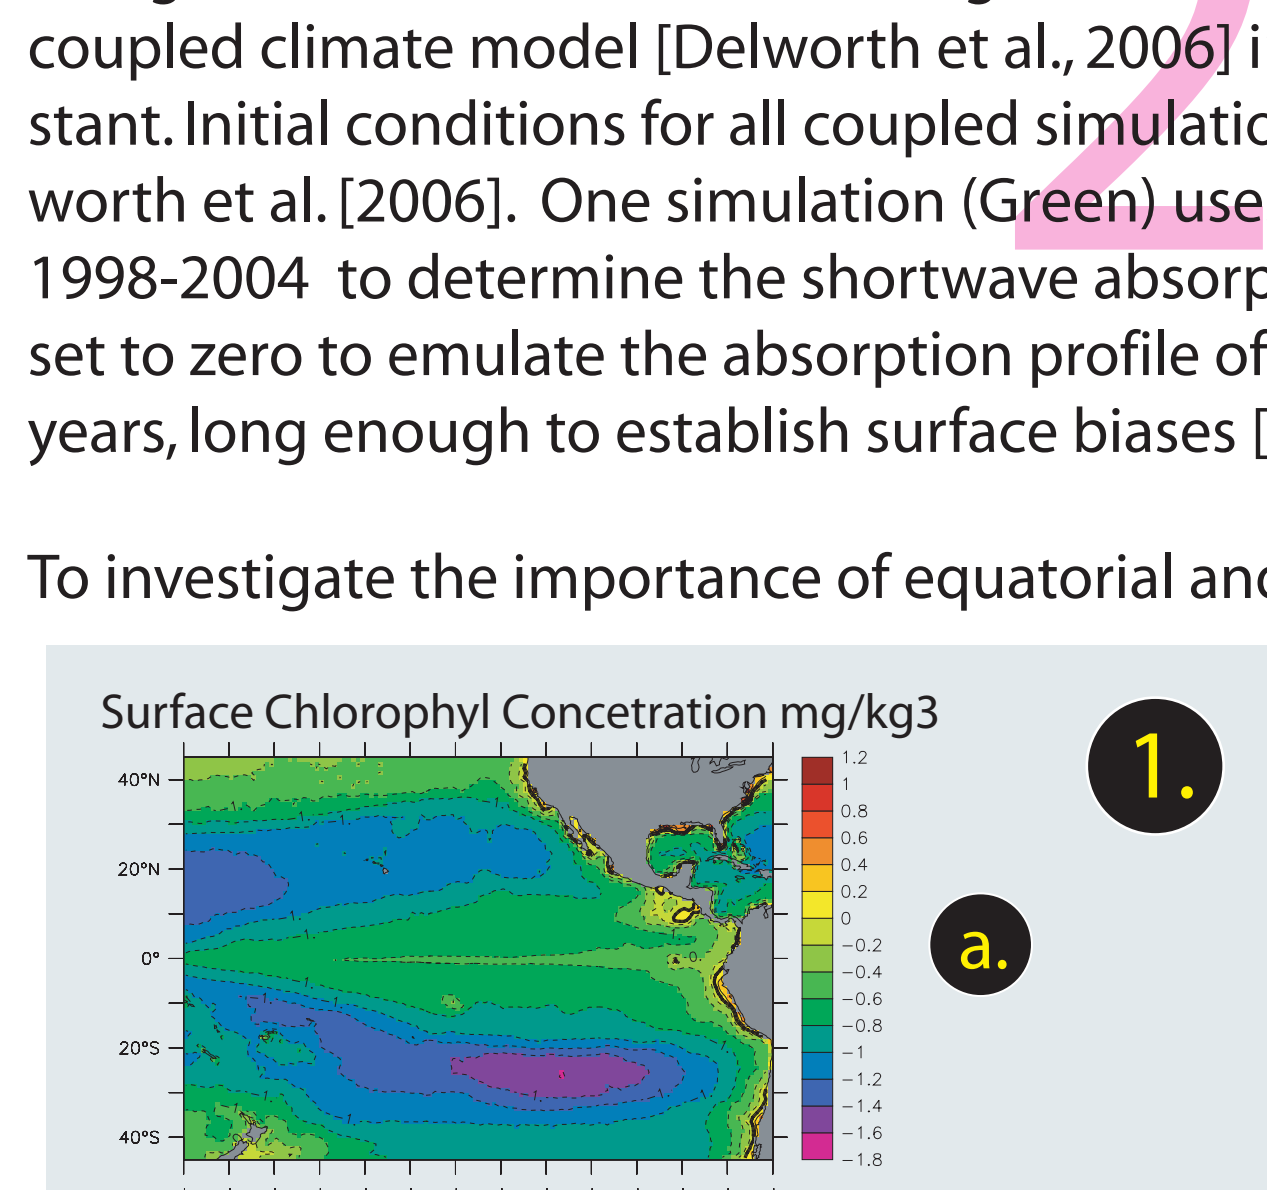 coupled climate model [Delworth et al., 2006] i
stant. Initial conditions for all coupled simulatio
worth et al. [2006]. One simulation (Green) use
1998-2004 to determine the shortwave absorp
set to zero to emulate the absorption profile of
years, long enough to establish surface biases [
To investigate the importance of equatorial and
2
Surface Chlorophyl Concetration mg/kg3
1.
a.
40°N
20°N
0°
20°S
40°S
1.2
1
0.8
0.6
0.4
0.2
0
-0.2
-0.4
-0.6
-0.8
-1
-1.2
-1.4
-1.6
-1.8